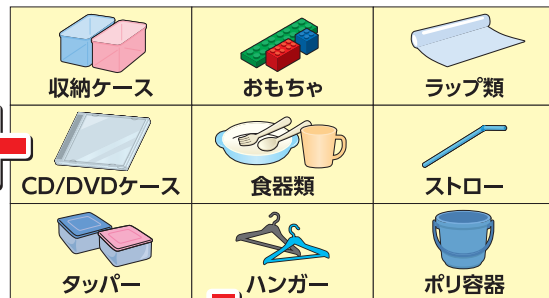 収納ケース
おもちゃ
ラップ類
CD/DVDケース
食器類
ストロー
タッパー
ハンガー
ポリ容器